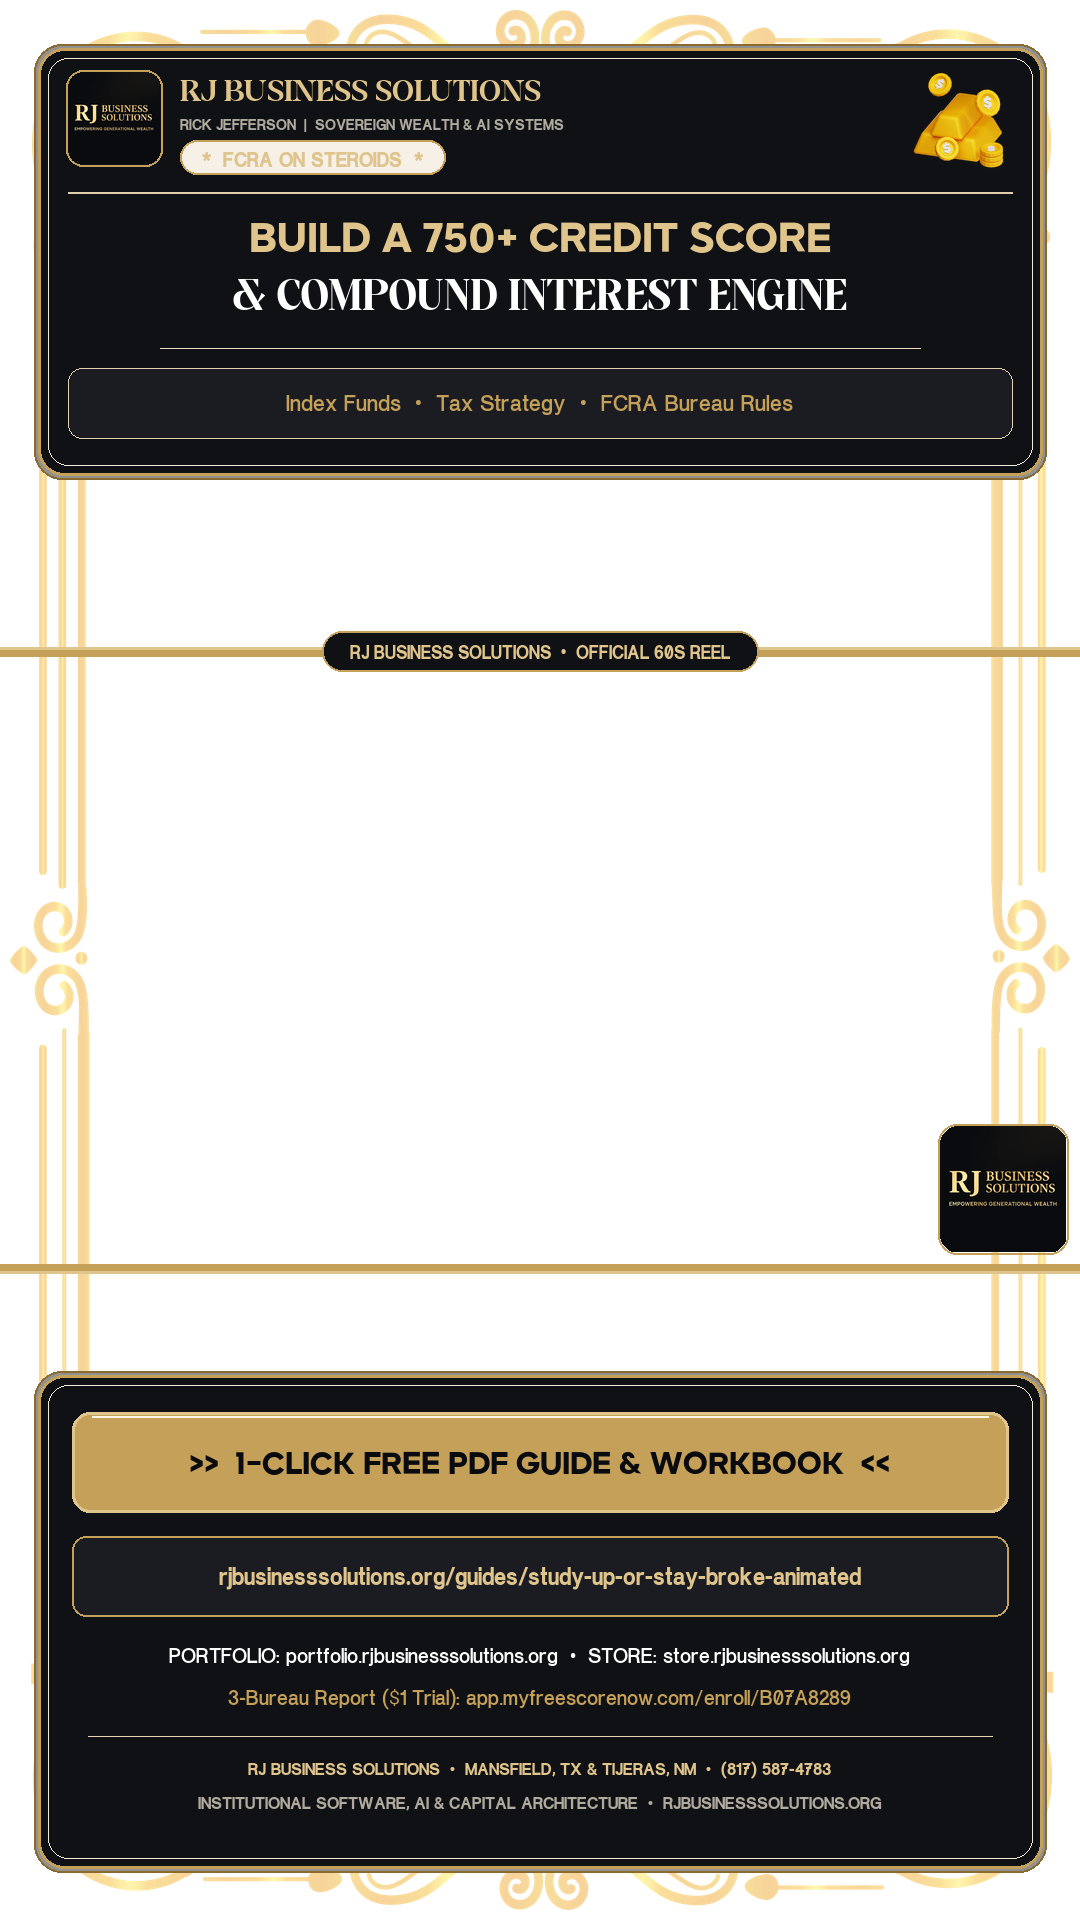 RJ BUSINESS SOLUTIONS
EMPOWERING GENERATIONAL WEALTH
RJ BUSINESS SOLUTIONS
RICK JEFFERSON | SOVEREIGN WEALTH & AI SYSTEMS
* FCRA ON STEROIDS *
BUILD A 750+ CREDIT SCORE
& COMPOUND INTEREST ENGINE
Index Funds • Tax Strategy • FCRA Bureau Rules
RJ BUSINESS SOLUTIONS • OFFICIAL 60S REEL
RJ BUSINESS SOLUTIONS
EMPOWERING GENERATIONAL WEALTH
>> 1-CLICK FREE PDF GUIDE & WORKBOOK <<
rjbusinesssolutions.org/guides/study-up-or-stay-broke-animated
PORTFOLIO: portfolio.rjbusinesssolutions.org • STORE: store.rjbusinesssolutions.org
3-Bureau Report ($1 Trial): app.myfreescorenow.com/enroll/B07A8289
RJ BUSINESS SOLUTIONS • MANSFIELD, TX & TIJERAS, NM • (817) 587-4783
INSTITUTIONAL SOFTWARE, AI & CAPITAL ARCHITECTURE • RJBUSINESSSOLUTIONS.ORG